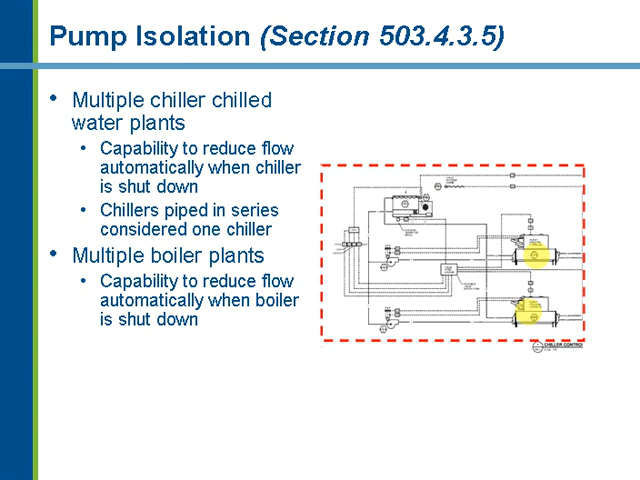 Pump Isolation (Section 503.4.3.5)
• Multiple chiller chilled
water plants
• Capability to reduce flow
automatically when chiller
is shut down
• Chillers piped in series
considered one chiller
• Multiple boiler plants
• Capability to reduce flow
automatically when boiler
is shut down
CHILLER CONTROL